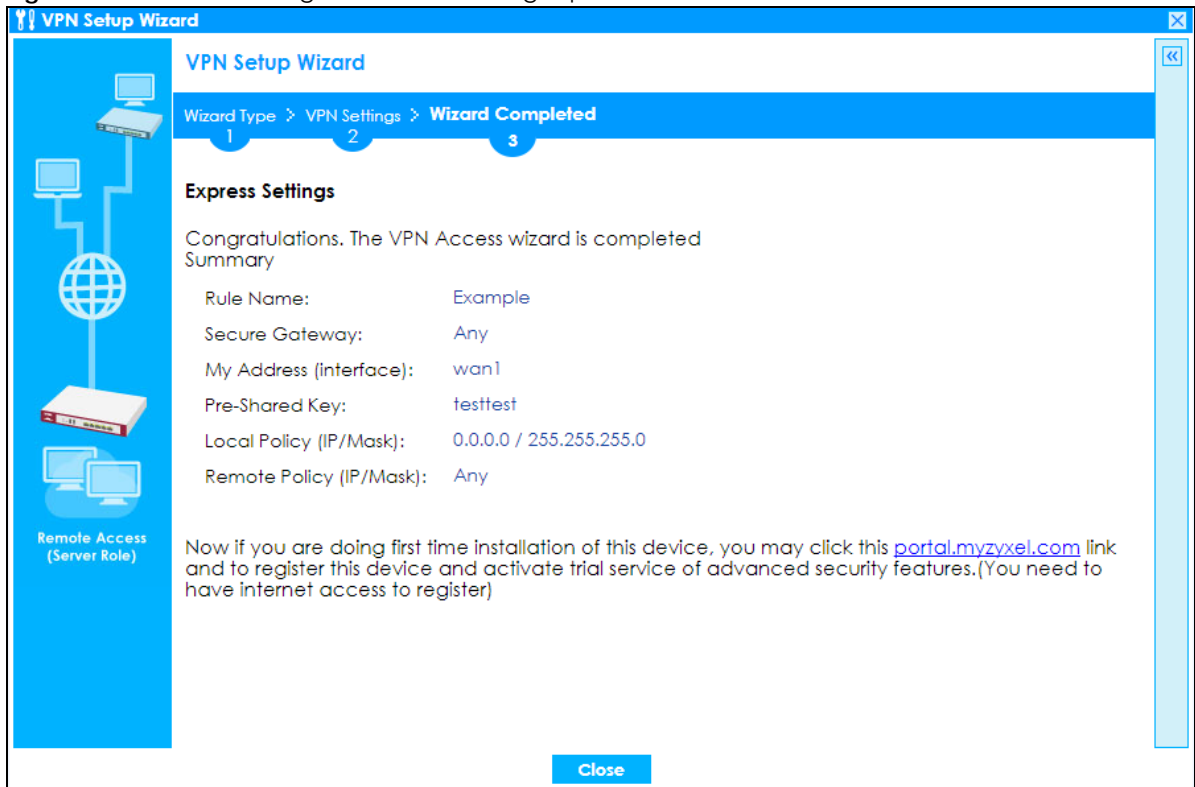 VPN Setup Wizard
VPN Setup Wizard
Wizard Type > VPN Settings > Wizard Completed
1 2 3
Express Settings
Congratulations. The VPN Access wizard is completed
Summary
Rule Name: Example
Secure Gateway: Any
My Address (interface): wan1
Pre-Shared Key: testtest
Local Policy (IP/Mask): 0.0.0.0 / 255.255.255.0
Remote Policy (IP/Mask): Any
Remote Access
(Server Role)
Now if you are doing first time installation of this device, you may click this portal.myzyxel.com link
and to register this device and activate trial service of advanced security features.(You need to
have internet access to register)
Close